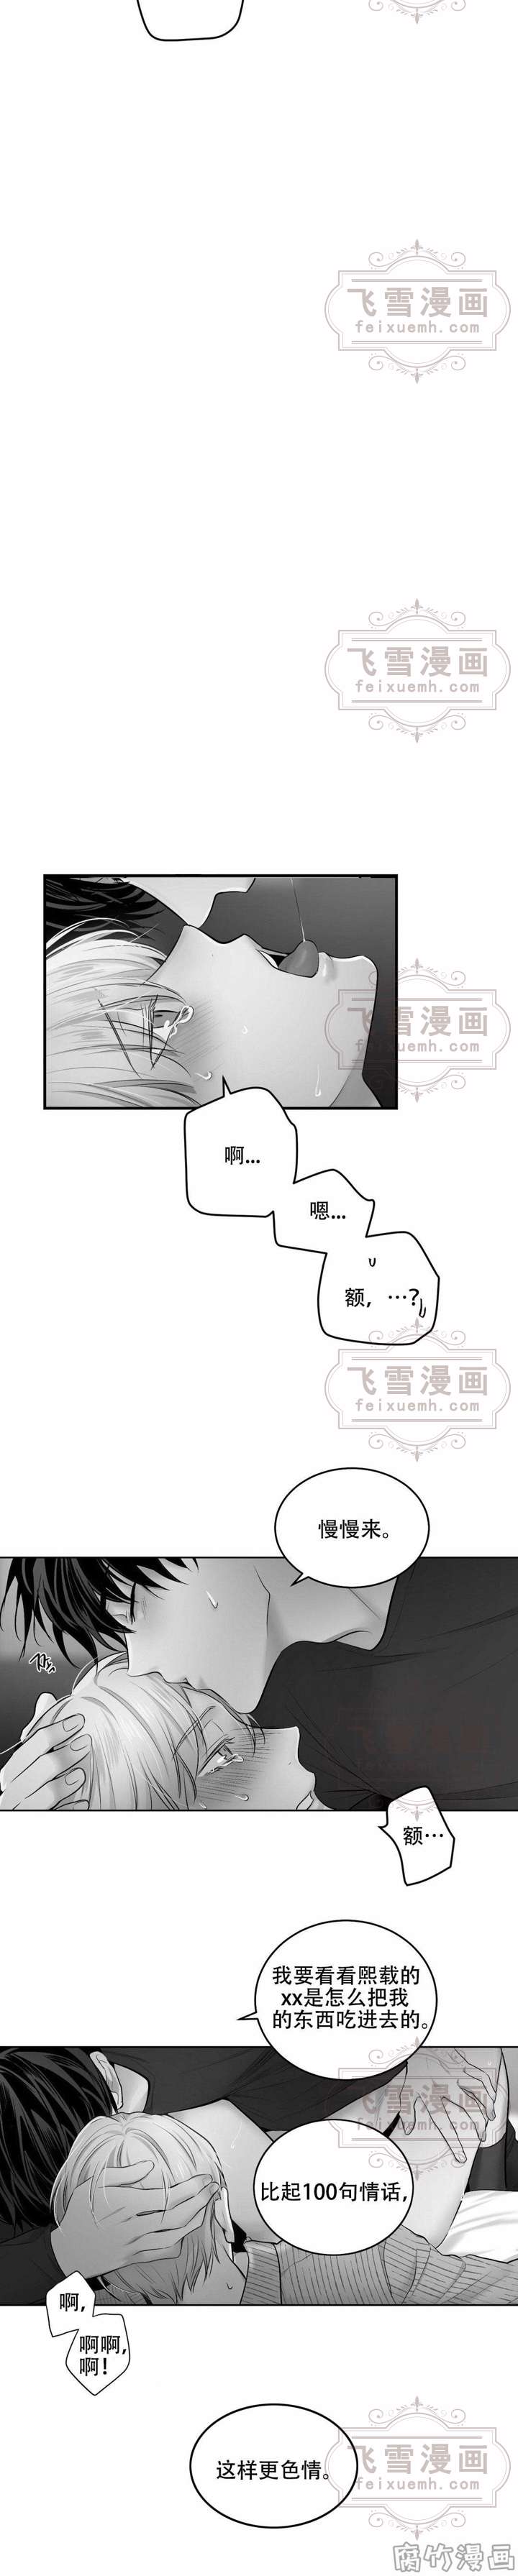 飞雪漫画
feixuemh.com
飞雪漫画
feixuemh.com
飞雪漫画
feixuemh.com
啊...
嗯...
额，…?
飞雪漫画
feixuemh.com
慢慢来。
额…
我要看看熙载的
xx是怎么把我
的东西吃进去的。
飞雪漫画
feixuemh.com
比起100句情话，
啊，
啊啊，
啊！
这样更色情。
飞雪漫画
feixuemh.com
腐竹漫画